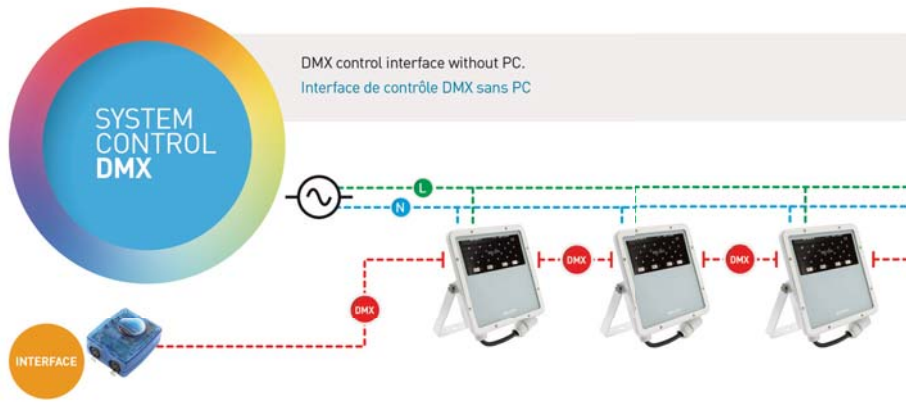 SYSTEM
CONTROL
DMX
DMX control interface without PC.
Interface de contrôle DMX sans PC
L
N
DMX
DMX
DMX
INTERFACE